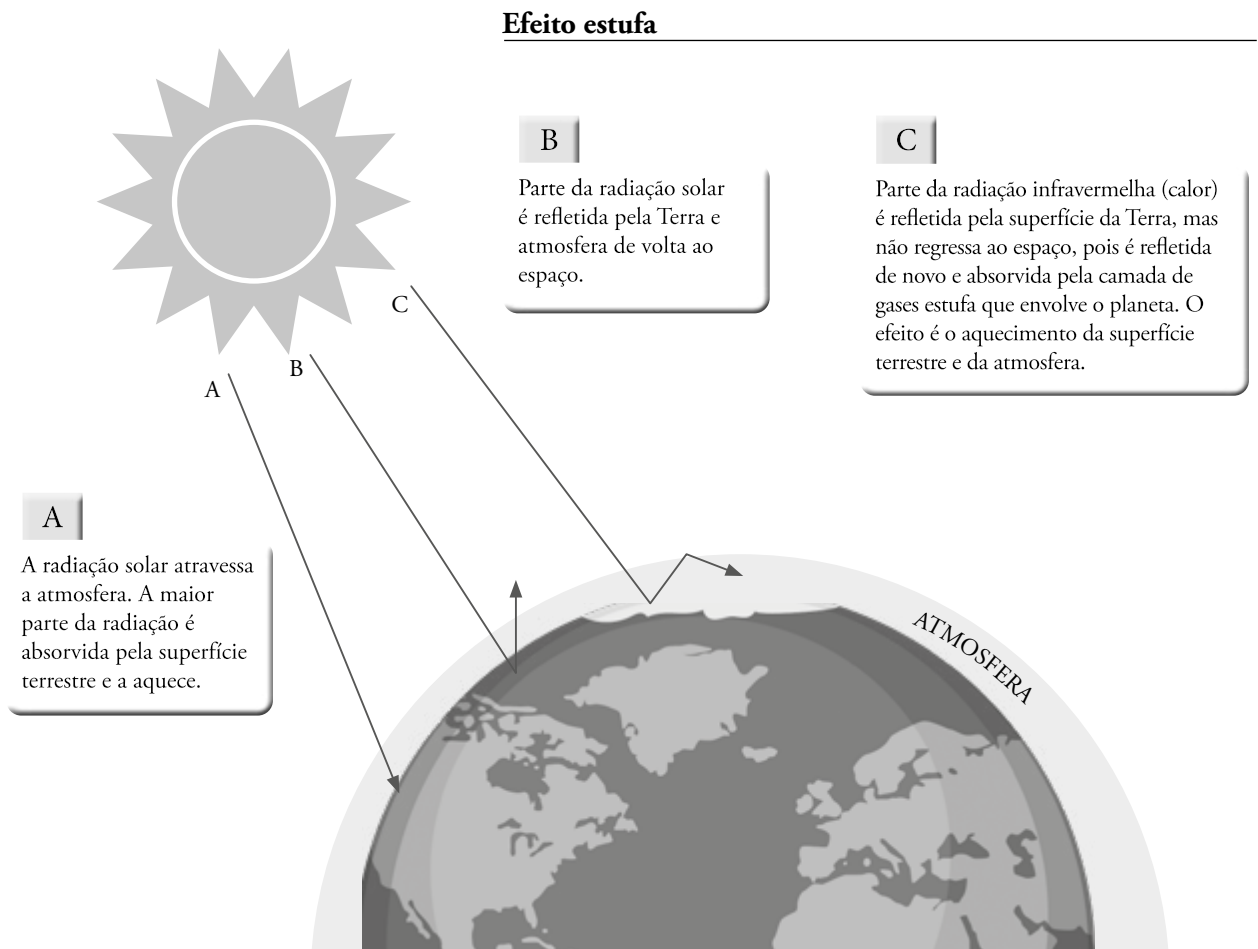 Efeito estufa
B
Parte da radiação solar
é refletida pela Terra e
atmosfera de volta ao
espaço.
C
Parte da radiação infravermelha (calor)
é refletida pela superfície da Terra, mas
não regressa ao espaço, pois é refletida
de novo e absorvida pela camada de
gases estufa que envolve o planeta. O
efeito é o aquecimento da superfície
terrestre e da atmosfera.
C
B
A
A
A radiação solar atravessa
a atmosfera. A maior
parte da radiação é
absorvida pela superfície
terrestre e a aquece.
ATMOSFERA